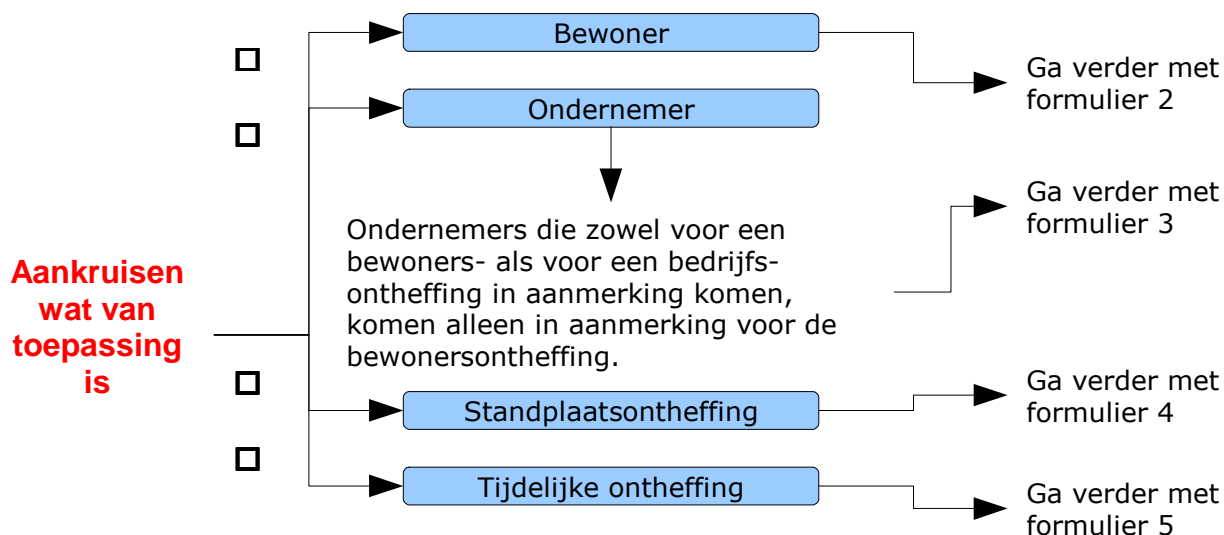 Bewoner
Ga verder met
formulier 2
Ondernemer
Ondernemers die zowel voor een
bewoners- als voor een bedrijfs-
ontheffing in aanmerking komen,
komen alleen in aanmerking voor de
bewonersontheffing.
Ga verder met
formulier 3
Aankruisen
wat van
toepassing
is
Standplaatsontheffing
Ga verder met
formulier 4
Tijdelijke ontheffing
Ga verder met
formulier 5